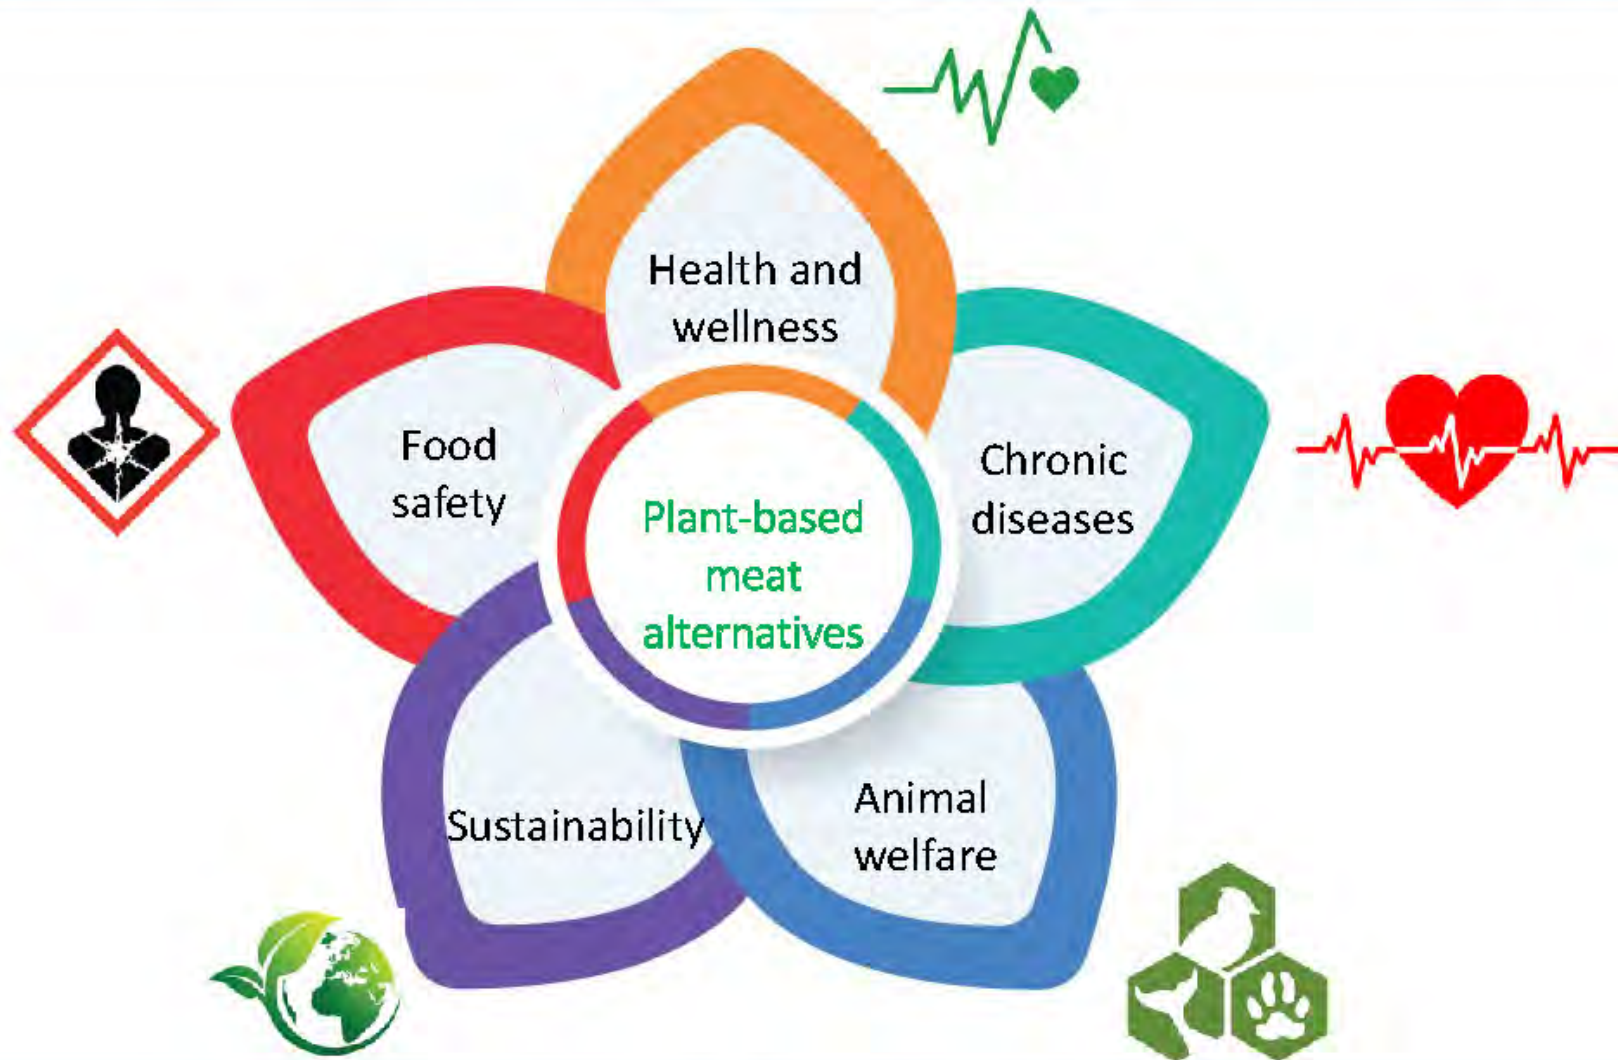 Health and
wellness
Food
safety
Chronic
diseases
Plant-based
meat
alternatives
Sustainability
Animal
welfare